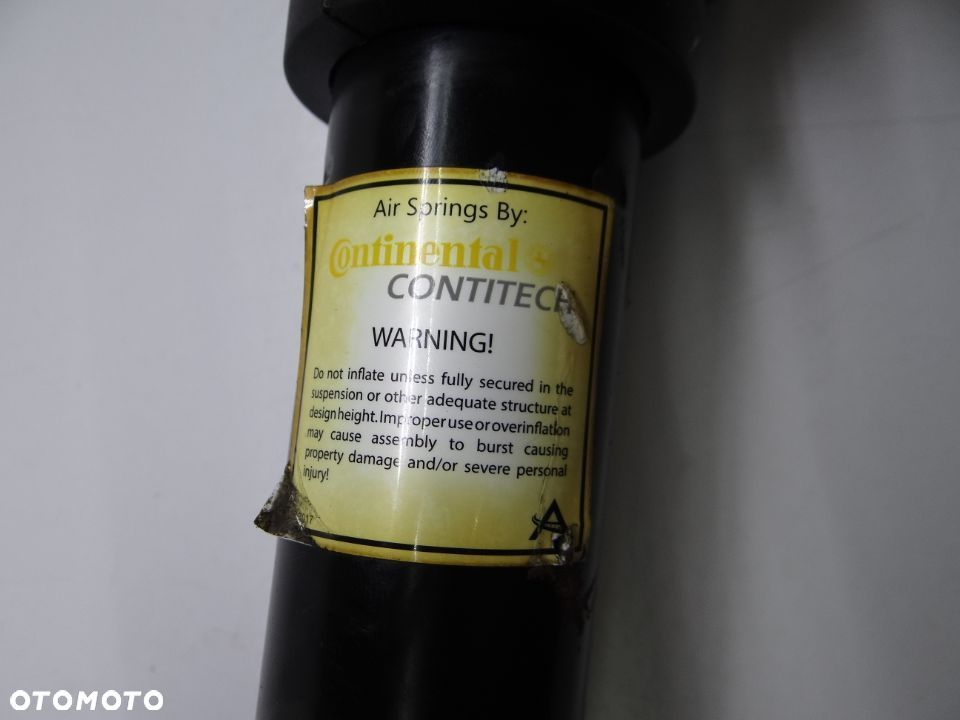 Air Springs By:
Continental
CONTITECH
WARNING!
Do not inflate unless fully secured in the
suspension or other adequate structure at
design height. Improper use or overinflation
may cause assembly to burst causing
property damage and/or severe personal
injury!
A
OTOMOTO